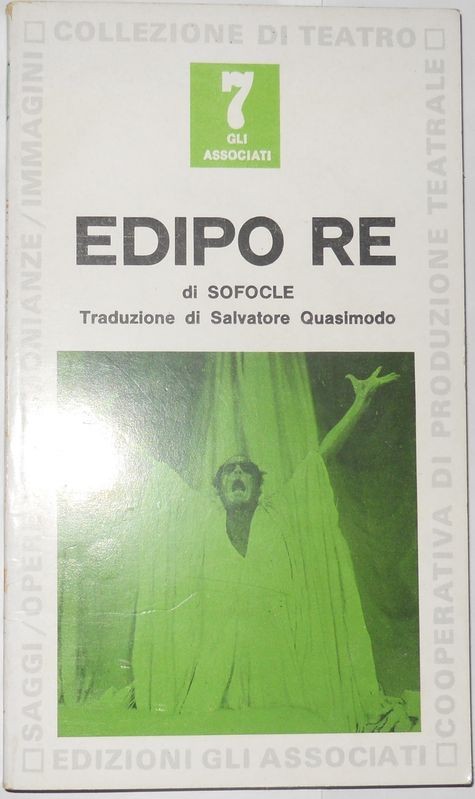 COLLEZIONE DI TEATRO
7
GLI
ASSOCIATI
EDIPO RE
di SOFOCLE
Traduzione di Salvatore Quasimodo
SAGGI/OPERE ONIANZE/IMMAGINI
COOPERATIVA DI PRODUZIONE TEATRALE
EDIZIONI GLI ASSOCIATI